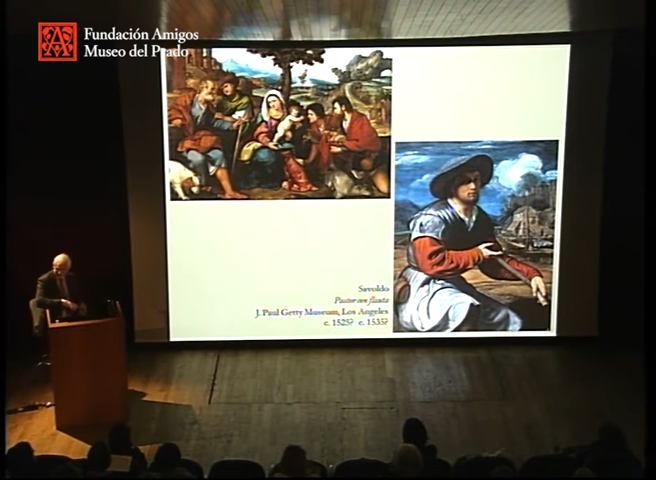 Fundación Amigos
Museo del Prado
Savoldo
Pastor con flauta
J. Paul Getty Museum, Los Angeles
c. 1525? c. 1535?